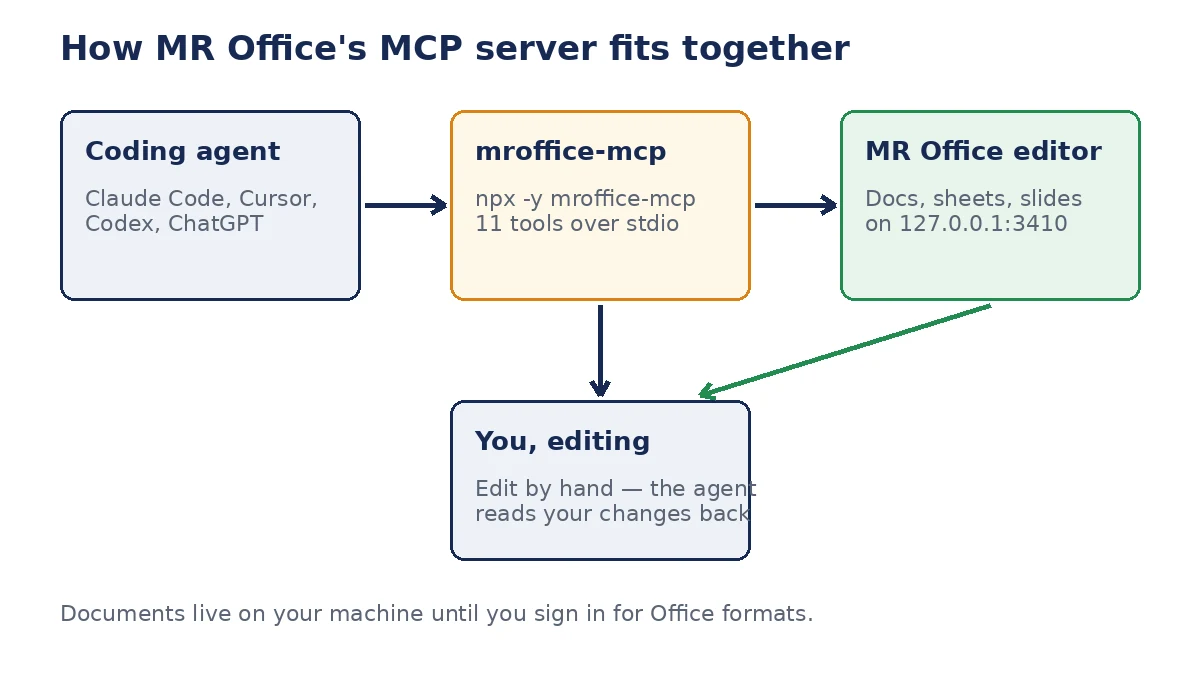 How MR Office's MCP server fits together
Coding agent
Claude Code, Cursor,
Codex, ChatGPT
mroffice-mcp
npx -y mroffice-mcp
11 tools over stdio
MR Office editor
Docs, sheets, slides
on 127.0.0.1:3410
You, editing
Edit by hand — the agent
reads your changes back
Documents live on your machine until you sign in for Office formats.